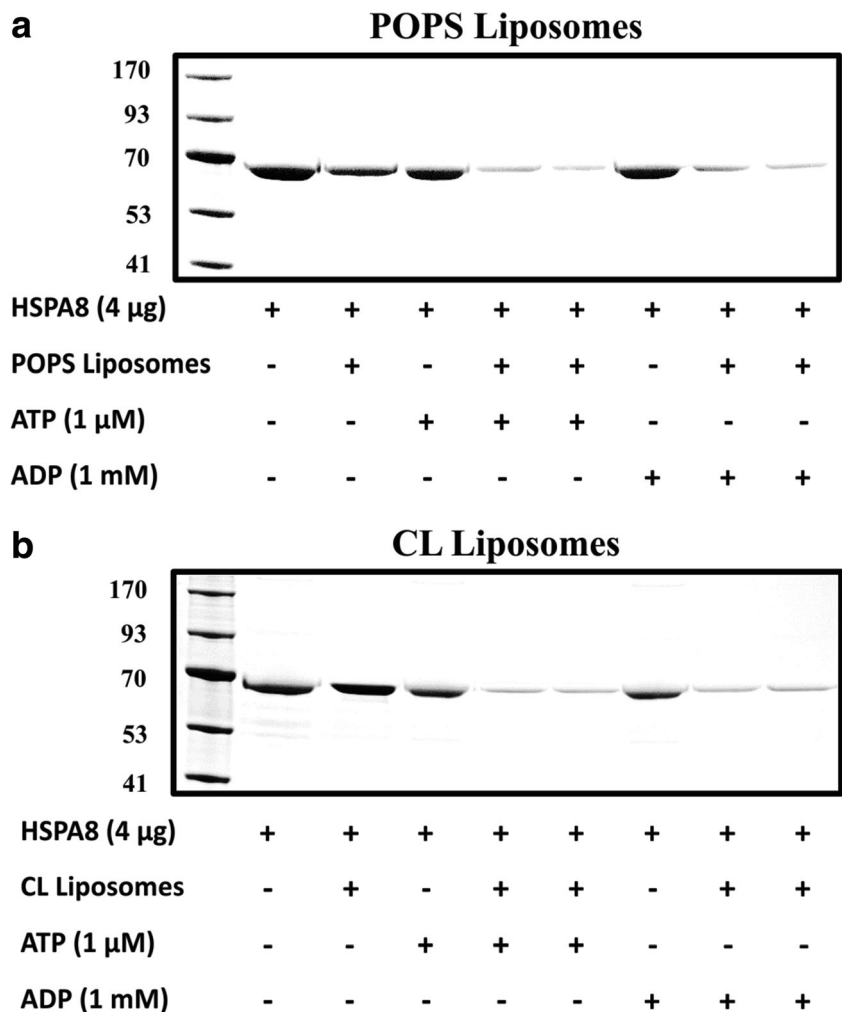 a
POPS Liposomes
170
93
70
53
41
HSPA8 (4 µg) + + + + + + + +
POPS Liposomes - + - + + - + +
ATP (1 µM) - - + + + - - -
ADP (1 mM) - - - - - + + +
b
CL Liposomes
170
93
70
53
41
HSPA8 (4 µg) + + + + + + + +
CL Liposomes - + - + + - + +
ATP (1 µM) - - + + + - - -
ADP (1 mM) - - - - - + + +